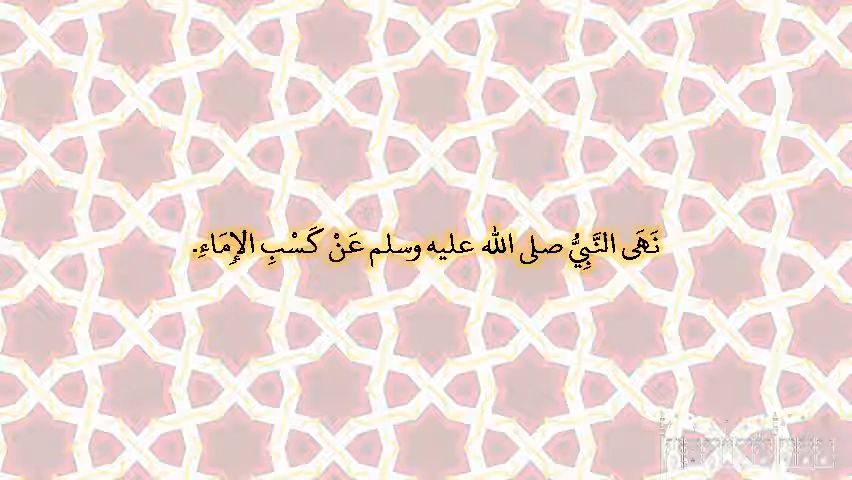 نَهَى النَّبِيُّ صلى الله عليه وسلم عَنْ كَسْبِ الإِمَاءِ.